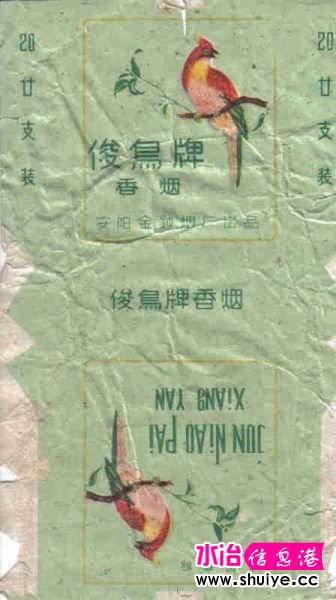 20
廿
支
装
20
廿
支
装
俊鳥牌
香烟
安阳金钟烟厂出品
俊鳥牌香烟
JUN NIAO PAI
XIANG YAN
水冶信息港
www.shuiye.cc